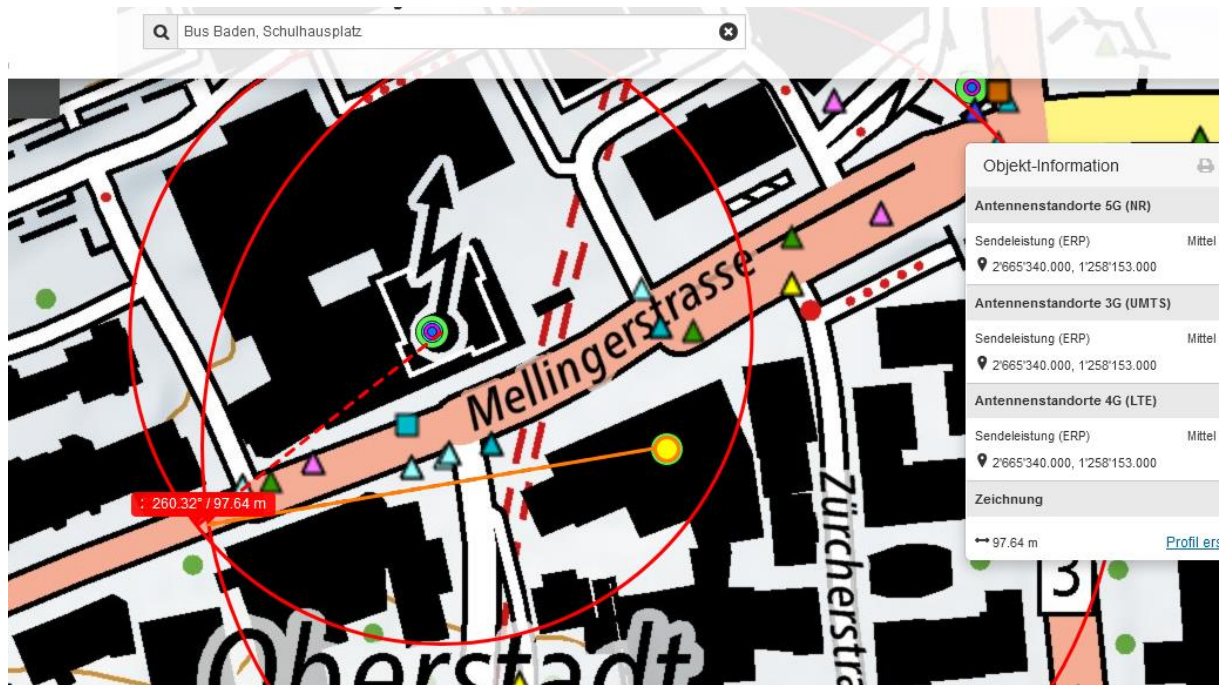 Bus Baden, Schulhausplatz
Objekt-Information
Antennenstandorte 5G (NR)
Sendeleistung (ERP) Mittel
2'665'340.000, 1'258'153.000
Antennenstandorte 3G (UMTS)
Sendeleistung (ERP) Mittel
2'665'340.000, 1'258'153.000
Antennenstandorte 4G (LTE)
Sendeleistung (ERP) Mittel
2'665'340.000, 1'258'153.000
Zeichnung
97.64 m Profil ers
Mellingerstrasse
260.32° / 97.64 m
Zürcherstra
3
Oberstadt